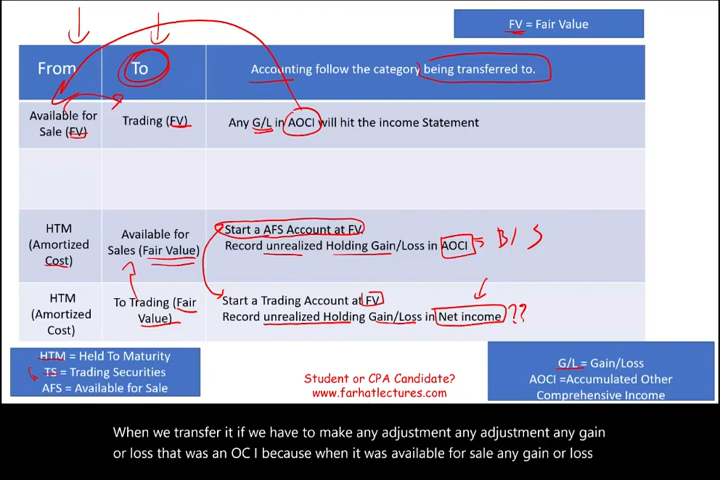 FV = Fair Value
From
To
Accounting follow the category being transferred to.
Available for
Sale (FV)
Trading (FV)
Any G/L in AOCI will hit the income Statement
HTM
(Amortized
Cost)
Available for
Sales (Fair Value)
Start a AFS Account at FV
Record unrealized Holding Gain/Loss in AOCI
B/S
HTM
(Amortized
Cost)
To Trading (Fair
Value)
Start a Trading Account at FV
Record unrealized Holding Gain/Loss in Net income
??
HTM = Held To Maturity
TS = Trading Securities
AFS = Available for Sale
Student or CPA Candidate?
www.farhatlectures.com
G/L = Gain/Loss
AOCI =Accumulated Other
Comprehensive Income
When we transfer it if we have to make any adjustment any adjustment any gain
or loss that was an OC I because when it was available for sale any gain or loss